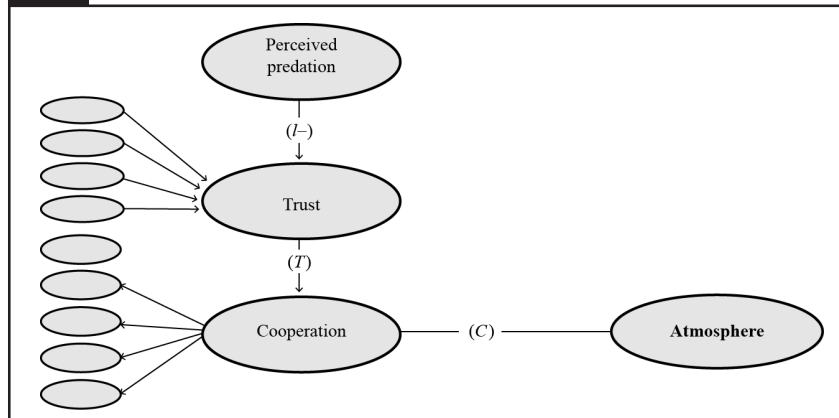 Perceived
predation
(l–)
Trust
(T)
Cooperation
(C)
Atmosphere